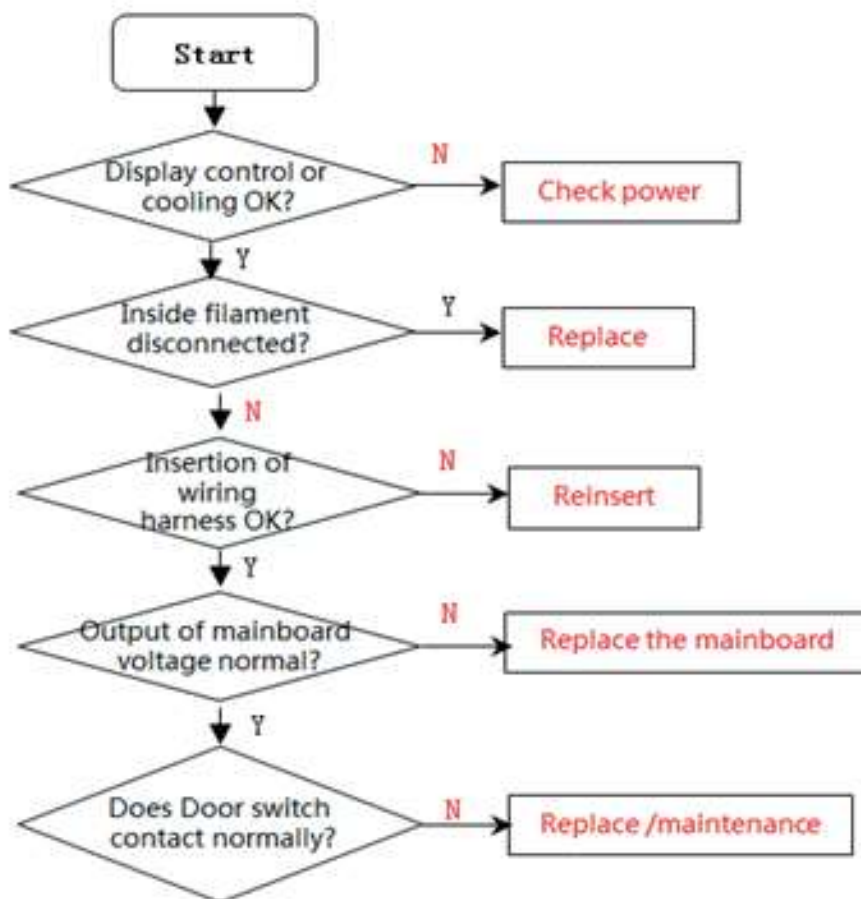 Start
Display control or
cooling OK?
N
Check power
Y
Inside filament
disconnected?
Y
Replace
N
Insertion of
wiring
harness OK?
N
Reinsert
Y
Output of mainboard
voltage normal?
N
Replace the mainboard
Y
Does Door switch
contact normally?
N
Replace /maintenance